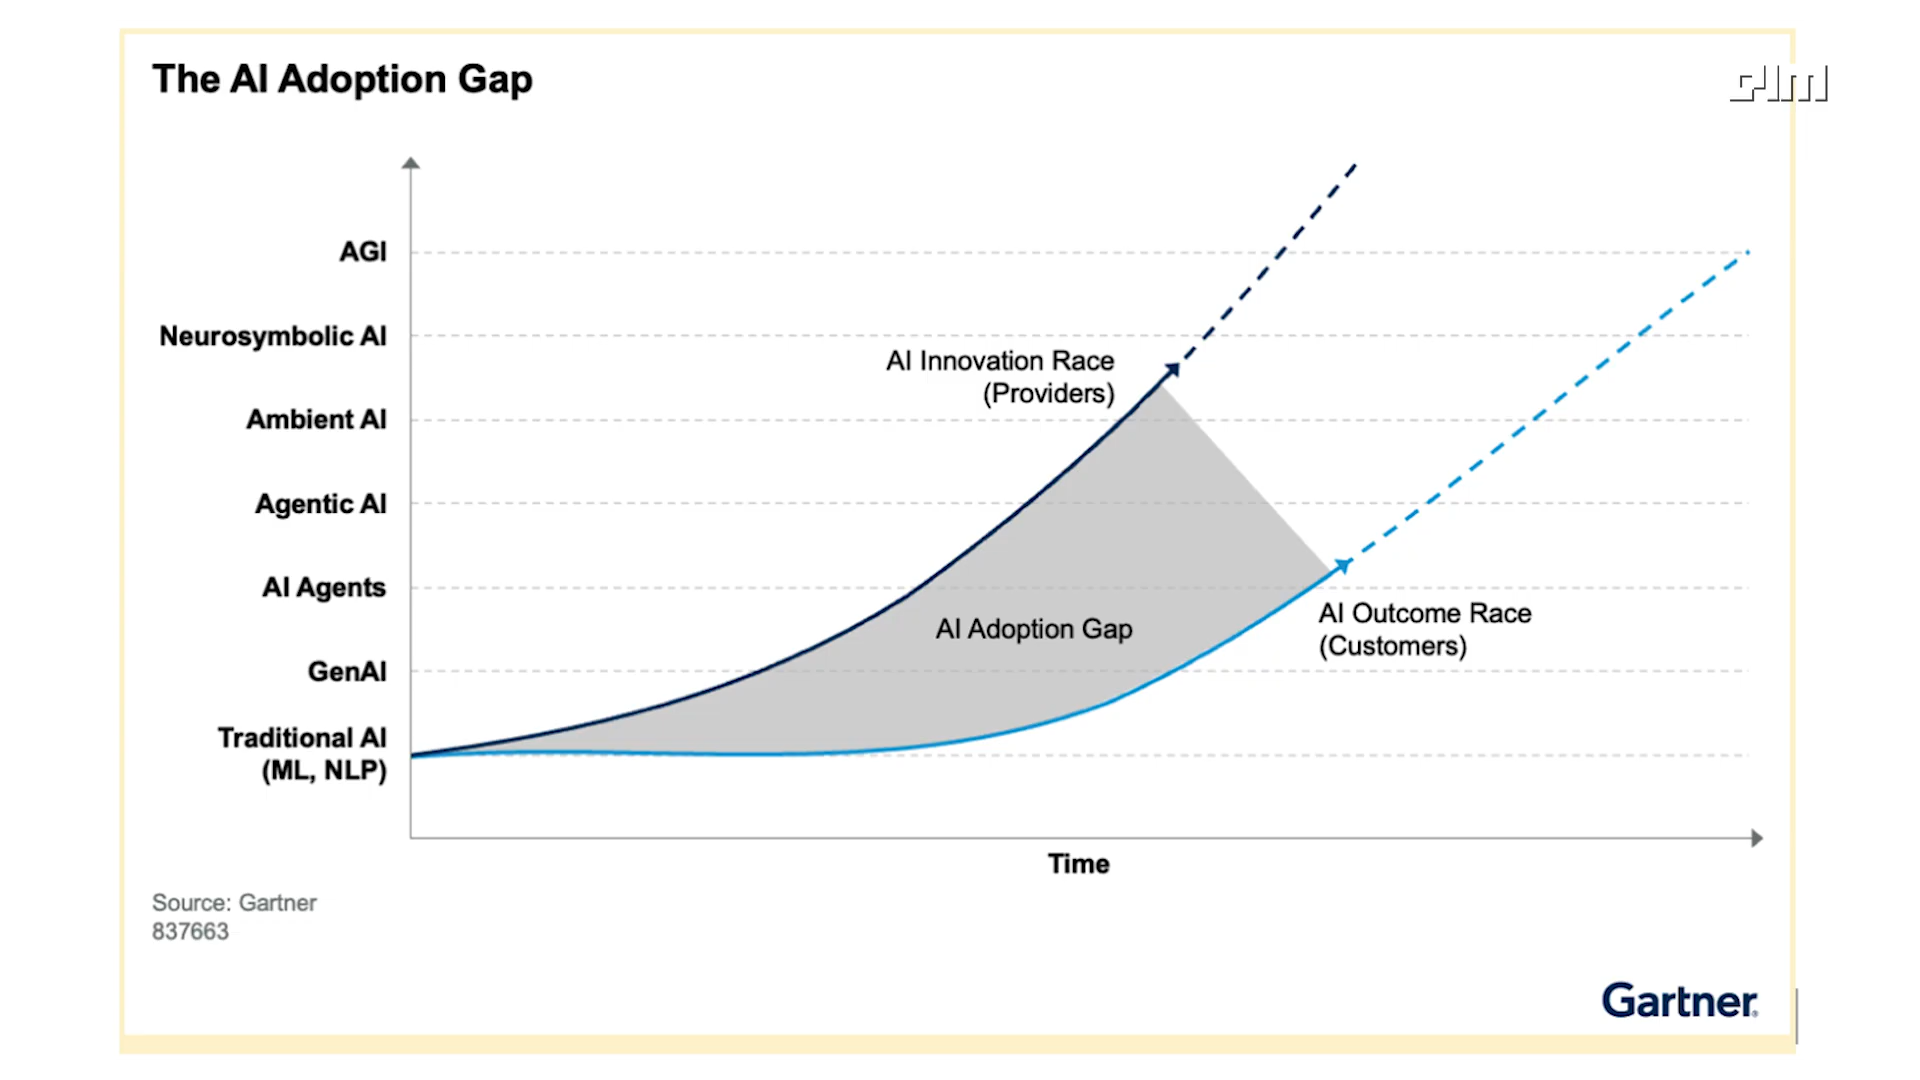 The AI Adoption Gap
AGI
Neurosymbolic AI
Ambient AI
Agentic AI
AI Agents
GenAI
Traditional AI
(ML, NLP)
AI Innovation Race
(Providers)
AI Adoption Gap
AI Outcome Race
(Customers)
Time
Source: Gartner
837663
Gartner